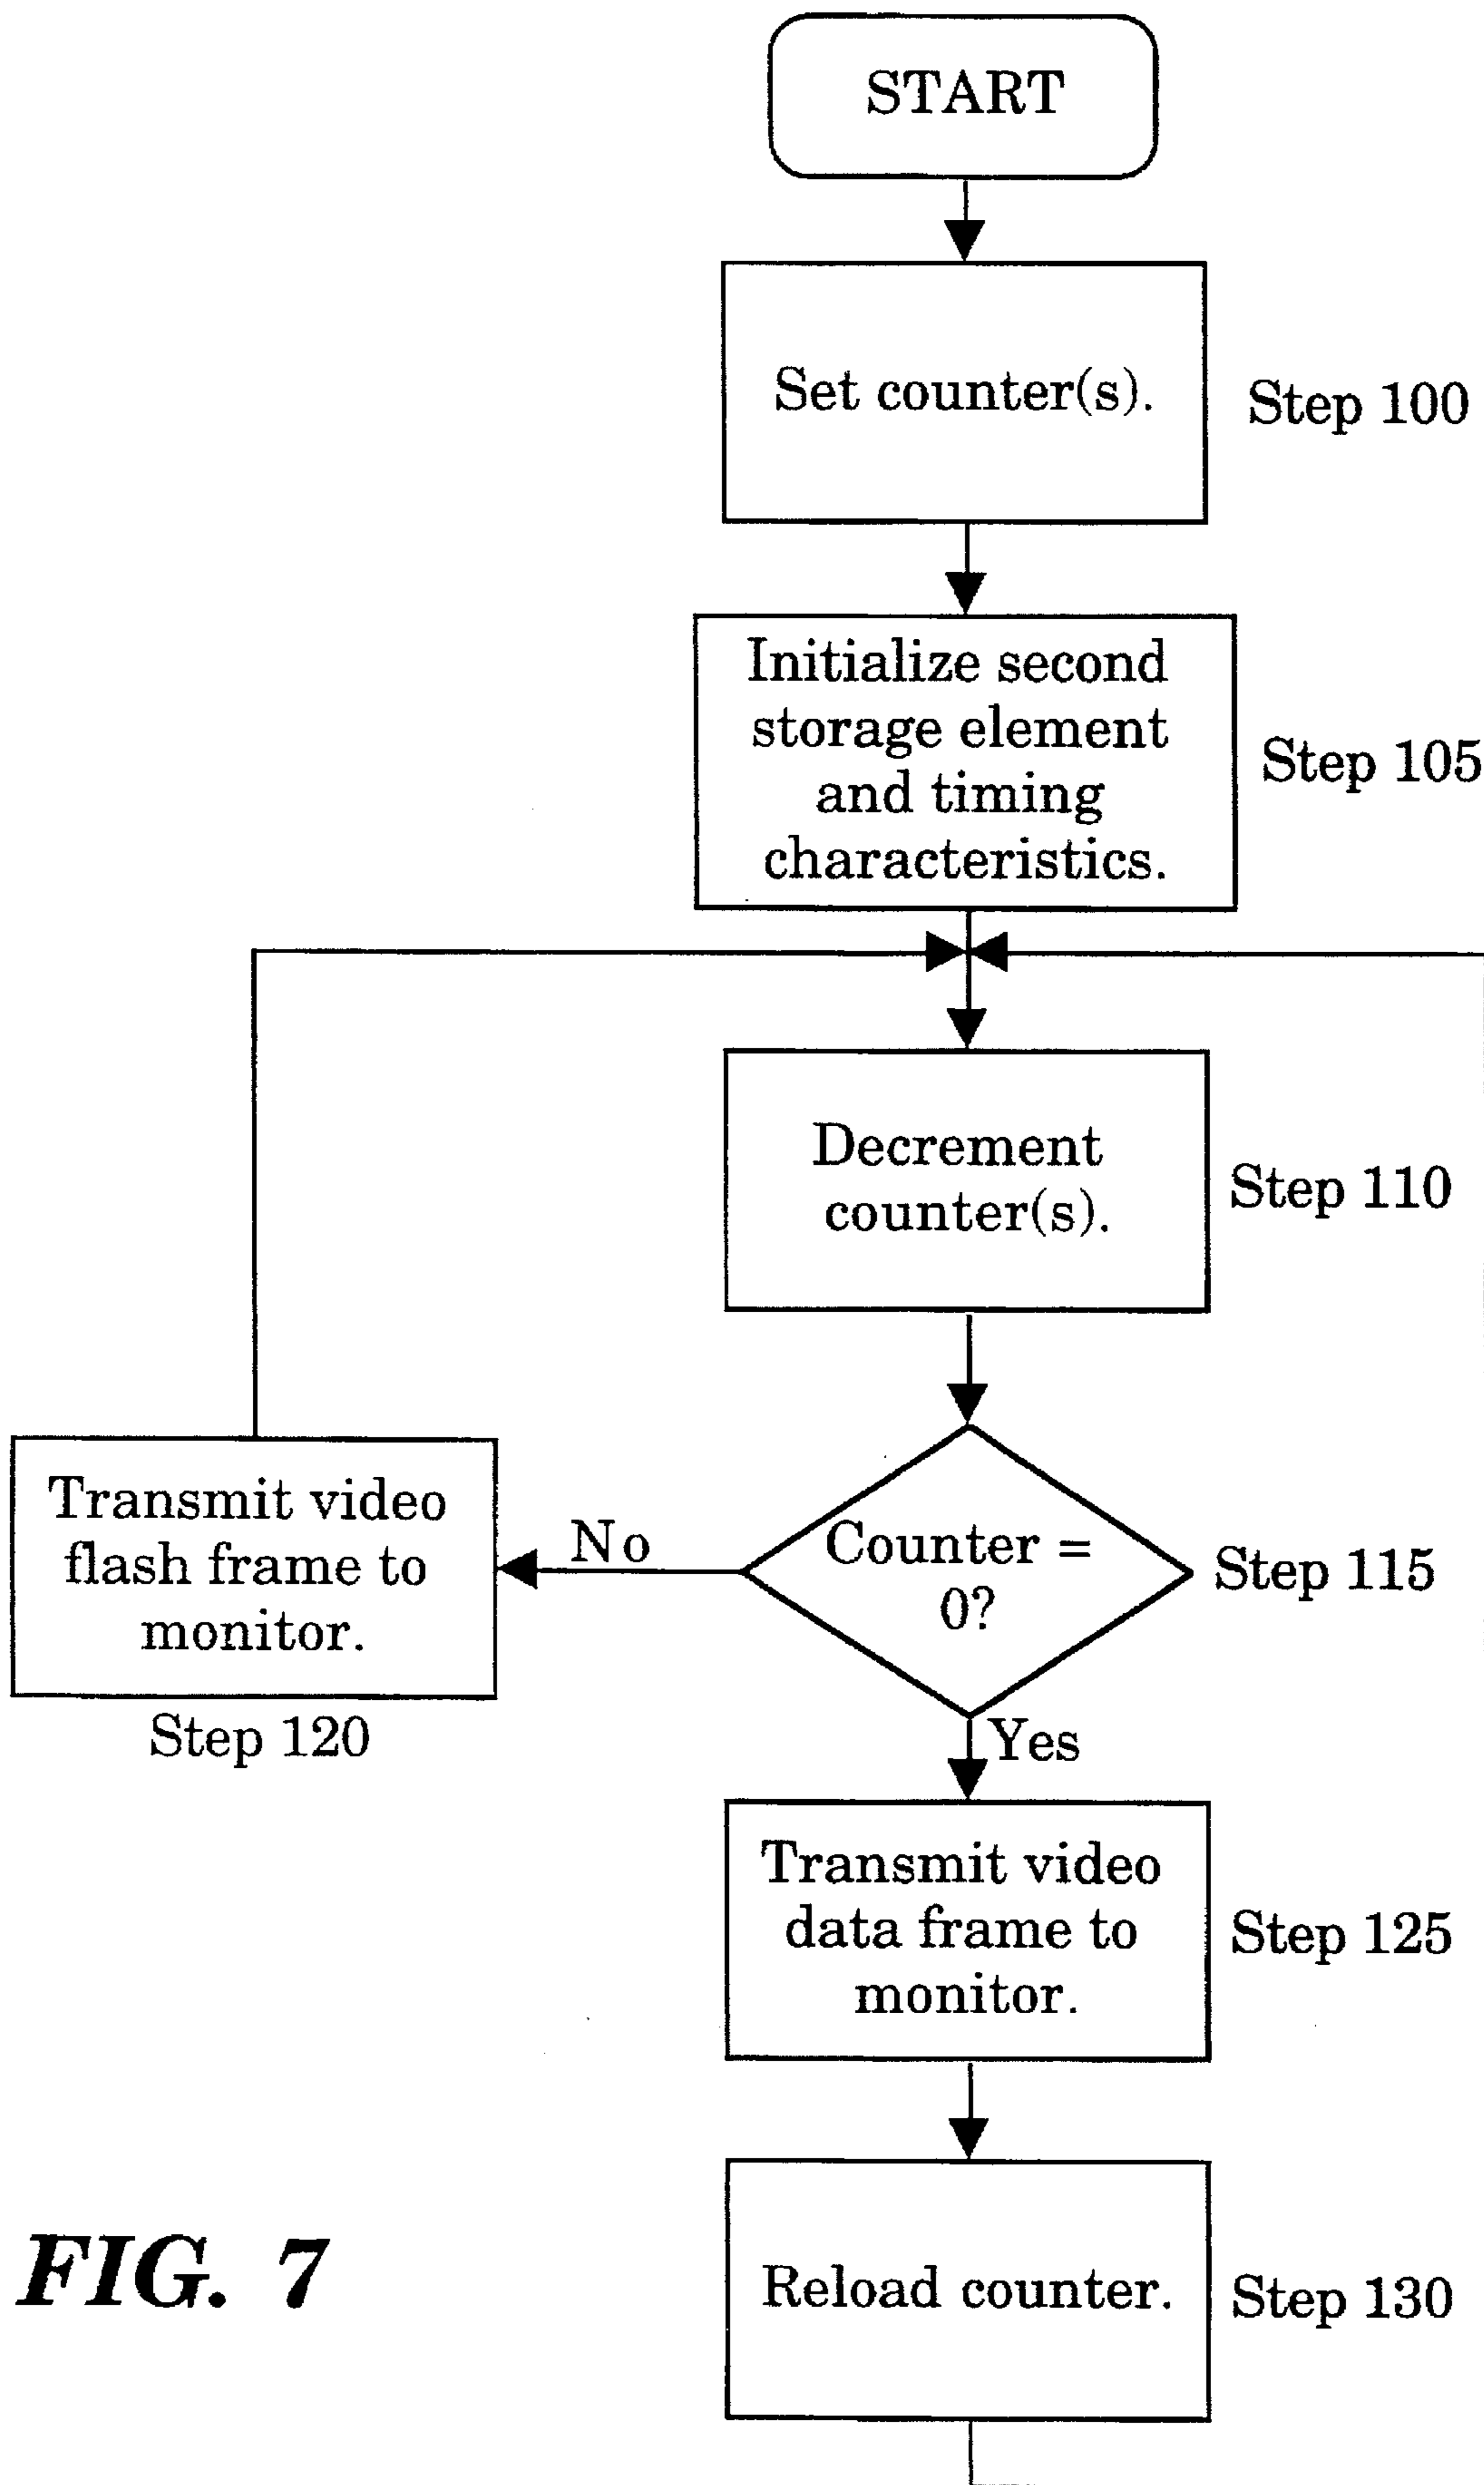 START
Set counter(s).
Step 100
Initialize second
storage element
and timing
characteristics.
Step 105
Decrement
counter(s).
Step 110
Counter =
0?
Step 115
No
Transmit video
flash frame to
monitor.
Step 120
Yes
Transmit video
data frame to
monitor.
Step 125
Reload counter.
Step 130
FIG. 7